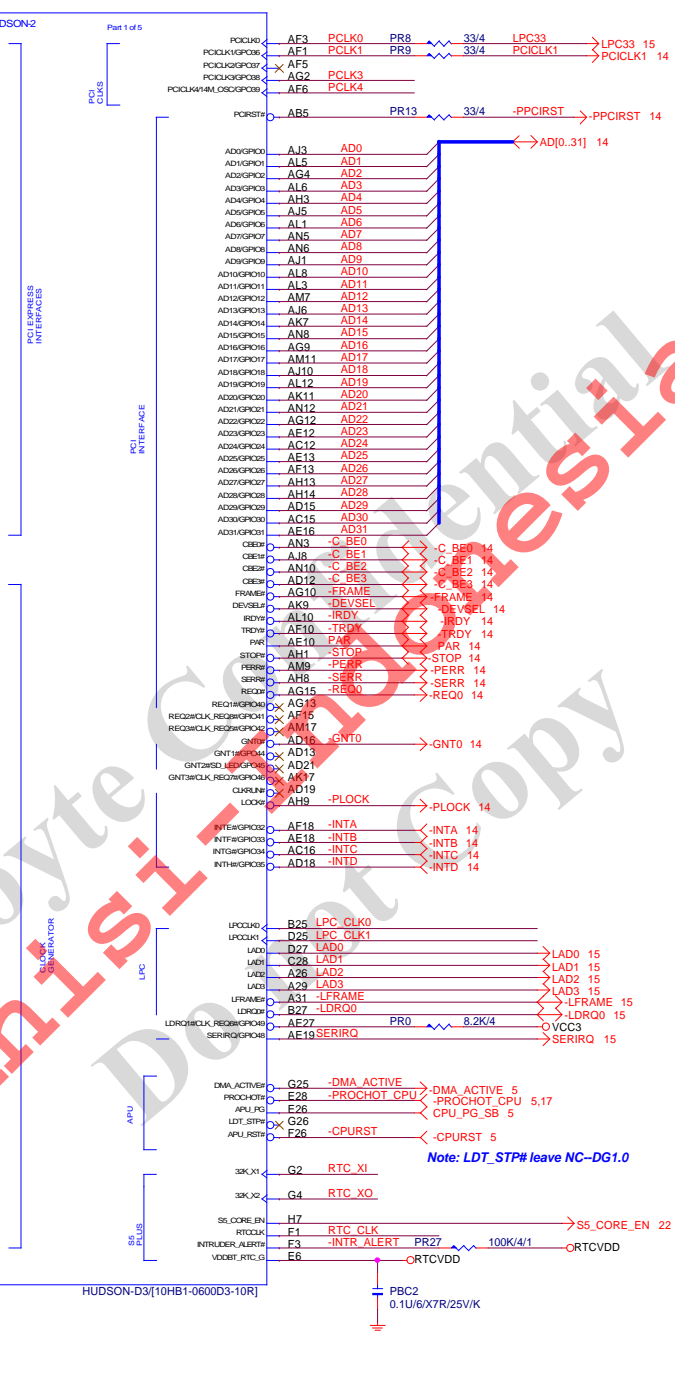 DSON-2
Part 1 of 5
PCI CLKS
PCICLK0 AF3 PCLK0 PR8 33/4 LPC33 LPC33 15
PCICLK1/GPO36 AF1 PCLK1 PR9 33/4 PCICLK1 PCICLK1 14
PCICLK2/GPO37 AF5
PCICLK3/GPO38 AG2 PCLK3
PCICLK4/14M_OSC/GPO39 AF6 PCLK4
PCIRST# AB5 PR13 33/4 -PPCIRST -PPCIRST 14
AD[0..31] 14
AD0/GPIO0 AJ3 AD0
AD1/GPIO1 AL5 AD1
AD2/GPIO2 AG4 AD2
AD3/GPIO3 AL6 AD3
AD4/GPIO4 AH3 AD4
AD5/GPIO5 AJ5 AD5
AD6/GPIO6 AL1 AD6
AD7/GPIO7 AN5 AD7
AD8/GPIO8 AN6 AD8
AD9/GPIO9 AJ1 AD9
AD10/GPIO10 AL8 AD10
AD11/GPIO11 AL3 AD11
AD12/GPIO12 AM7 AD12
AD13/GPIO13 AJ6 AD13
AD14/GPIO14 AK7 AD14
AD15/GPIO15 AN8 AD15
AD16/GPIO16 AG9 AD16
AD17/GPIO17 AM11 AD17
AD18/GPIO18 AJ10 AD18
AD19/GPIO19 AL12 AD19
AD20/GPIO20 AK11 AD20
AD21/GPIO21 AN12 AD21
AD22/GPIO22 AG12 AD22
AD23/GPIO23 AE12 AD23
AD24/GPIO24 AC12 AD24
AD25/GPIO25 AE13 AD25
AD26/GPIO26 AF13 AD26
AD27/GPIO27 AH13 AD27
AD28/GPIO28 AH14 AD28
AD29/GPIO29 AD15 AD29
AD30/GPIO30 AC15 AD30
AD31/GPIO31 AE16 AD31
PCI EXPRESS INTERFACES
PCI INTERFACE
CBE0# AN3 -C_BE0 -C_BE0 14
CBE1# AJ8 -C_BE1 -C_BE1 14
CBE2# AN10 -C_BE2 -C_BE2 14
CBE3# AD12 -C_BE3 -C_BE3 14
FRAME# AG10 -FRAME -FRAME 14
DEVSEL# AK9 -DEVSEL -DEVSEL 14
IRDY# AL10 -IRDY -IRDY 14
TRDY# AF10 -TRDY -TRDY 14
PAR AE10 PAR PAR 14
STOP# AH1 -STOP -STOP 14
PERR# AM9 -PERR -PERR 14
SERR# AH8 -SERR -SERR 14
REQ0# AG15 -REQ0 -REQ0 14
REQ1#/GPIO40 AG13
REQ2#/CLK_REQ8#/GPIO41 AF15
REQ3#/CLK_REQ5#/GPIO42 AM17
GNT0# AD16 -GNT0 -GNT0 14
GNT1#/GPO44 AD13
GNT2#/SD_LED/GPO45 AD21
GNT3#/CLK_REQ7#/GPIO46 AK17
CLKRUN# AD19
LOCK# AH9 -PLOCK -PLOCK 14
INTE#/GPIO32 AF18 -INTA -INTA 14
INTF#/GPIO33 AE18 -INTB -INTB 14
INTG#/GPIO34 AC16 -INTC -INTC 14
INTH#/GPIO35 AD18 -INTD -INTD 14
CLOCK GENERATOR
LPC
LPCCLK0 B25 LPC_CLK0
LPCCLK1 D25 LPC_CLK1
LAD0 D27 LAD0 LAD0 15
LAD1 C28 LAD1 LAD1 15
LAD2 A26 LAD2 LAD2 15
LAD3 A29 LAD3 LAD3 15
LFRAME# A31 -LFRAME -LFRAME 15
LDRQ0# B27 -LDRQ0 -LDRQ0 15
LDRQ1#/CLK_REQ6#/GPIO49 AE27 PR0 8.2K/4 VCC3
SERIRQ/GPIO48 AE19 SERIRQ SERIRQ 15
APU
DMA_ACTIVE# G25 -DMA_ACTIVE -DMA_ACTIVE 5
PROCHOT# E28 -PROCHOT_CPU -PROCHOT_CPU 5,17
APU_PG E26 CPU_PG_SB 5
LDT_STP# G26
APU_RST# F26 -CPURST -CPURST 5
Note: LDT_STP# leave NC--DG1.0
S5 PLUS
32K_X1 G2 RTC_XI
32K_X2 G4 RTC_XO
S5_CORE_EN H7 S5_CORE_EN 22
RTCCLK F1 RTC_CLK
INTRUDER_ALERT# F3 -INTR_ALERT PR27 100K/4/1 RTCVDD
VDDBT_RTC_G E6 RTCVDD
HUDSON-D3/[10HB1-0600D3-10R]
PBC2
0.1U/6/X7R/25V/K
byte Confidential
Do not Copy
nisi-Indonesia